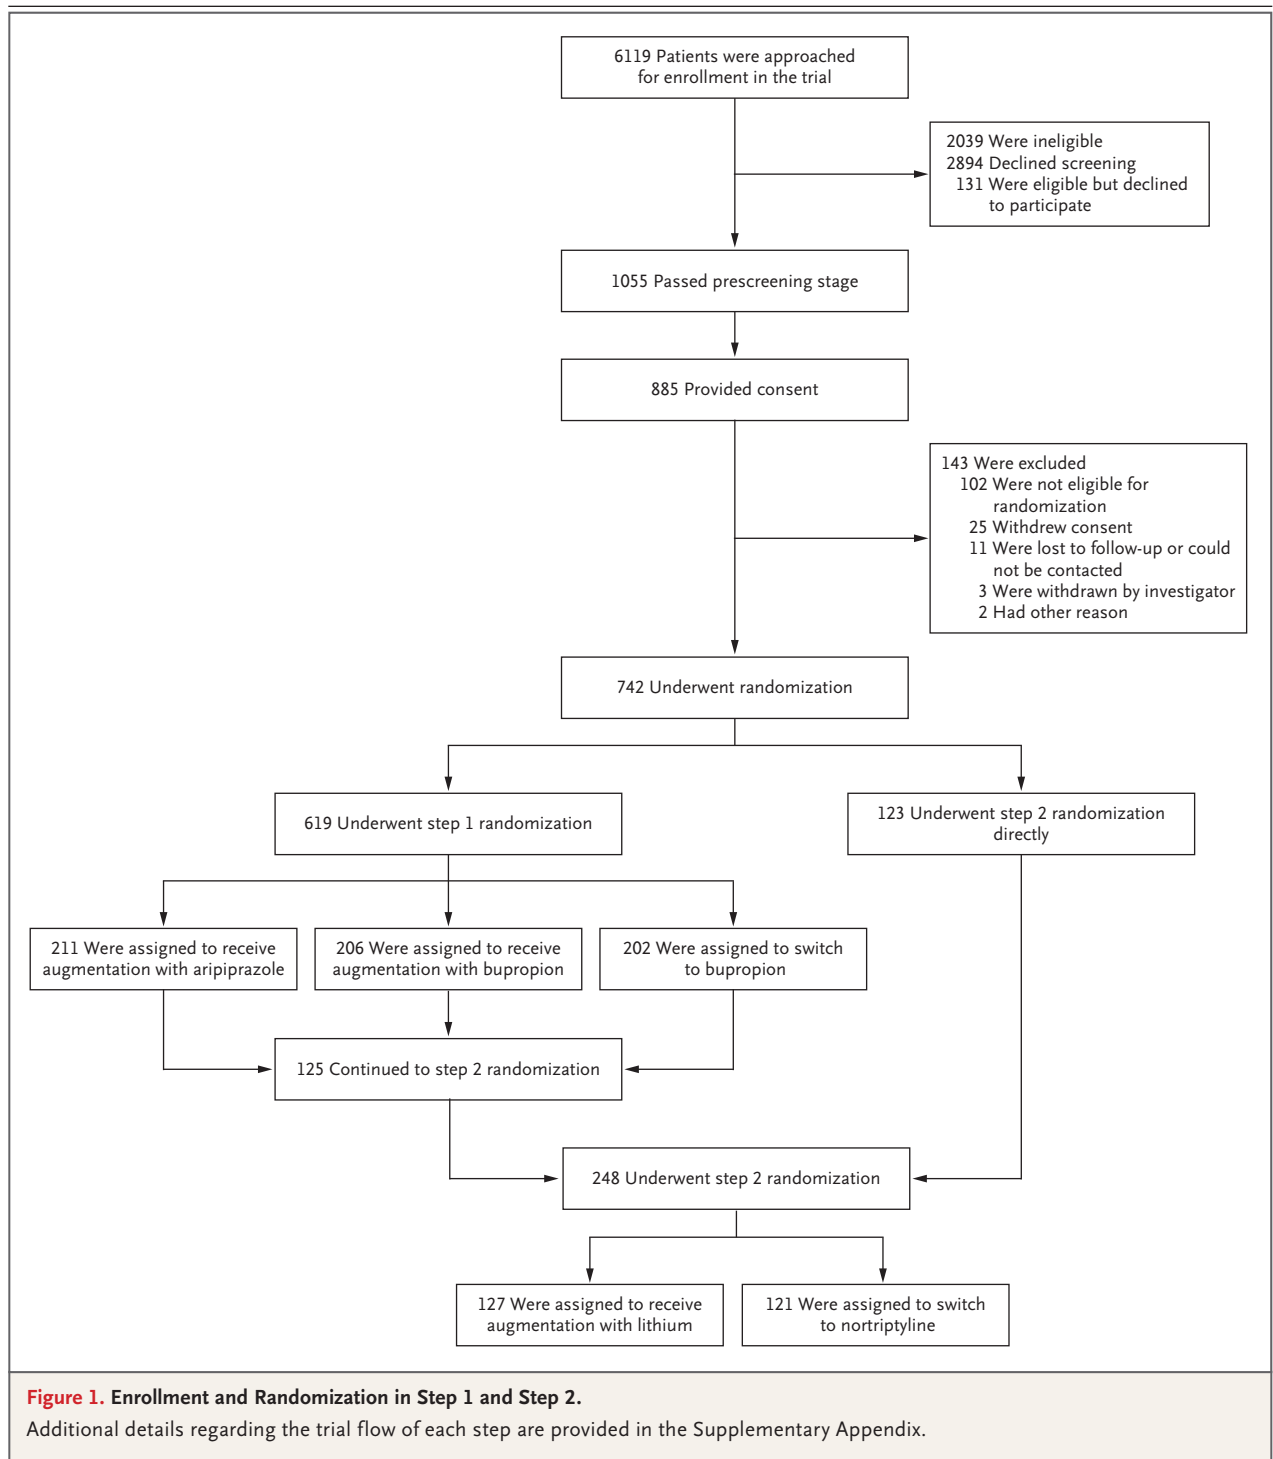 6119 Patients were approached
for enrollment in the trial
2039 Were ineligible
2894 Declined screening
131 Were eligible but declined
to participate
1055 Passed prescreening stage
885 Provided consent
143 Were excluded
102 Were not eligible for
randomization
25 Withdrew consent
11 Were lost to follow-up or could
not be contacted
3 Were withdrawn by investigator
2 Had other reason
742 Underwent randomization
619 Underwent step 1 randomization
123 Underwent step 2 randomization
directly
211 Were assigned to receive
augmentation with aripiprazole
206 Were assigned to receive
augmentation with bupropion
202 Were assigned to switch
to bupropion
125 Continued to step 2 randomization
248 Underwent step 2 randomization
127 Were assigned to receive
augmentation with lithium
121 Were assigned to switch
to nortriptyline
Figure 1. Enrollment and Randomization in Step 1 and Step 2.
Additional details regarding the trial flow of each step are provided in the Supplementary Appendix.